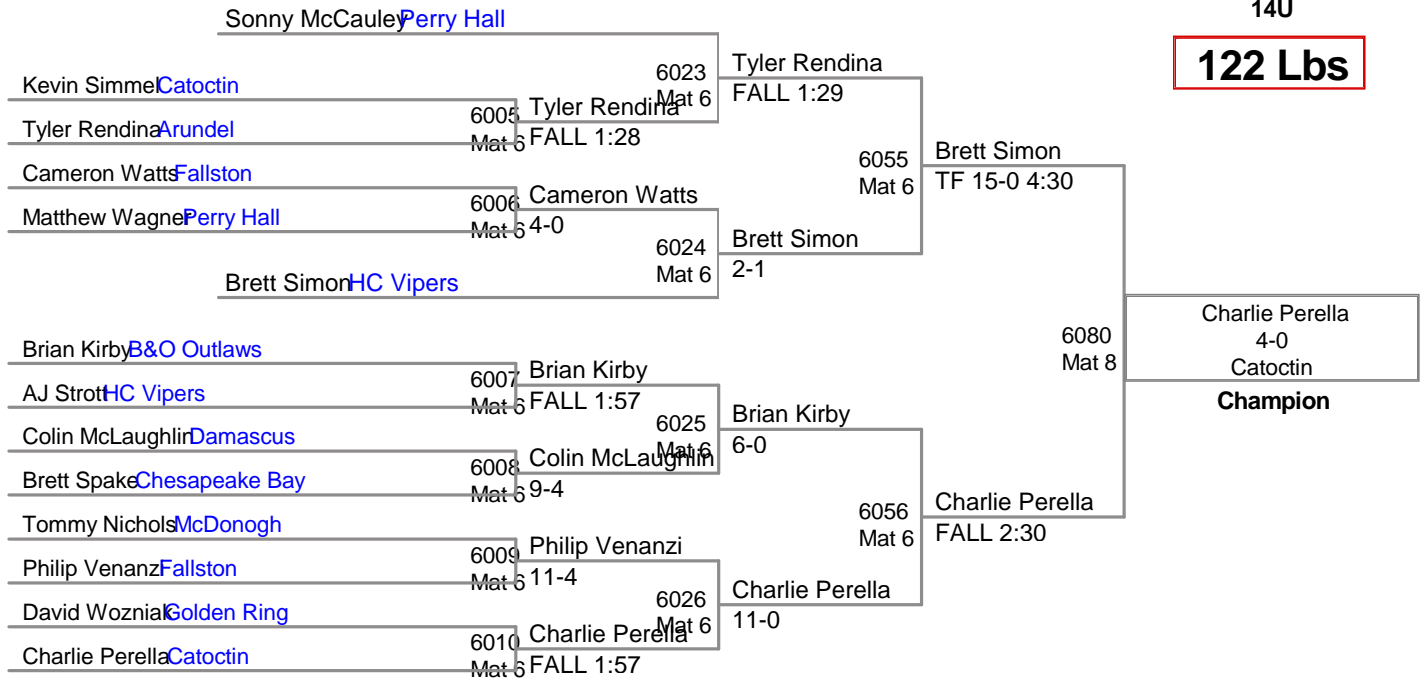 14U
122 Lbs
Sonny McCauley Perry Hall
Kevin Simmel Catoctin
Tyler Rendina Arundel
Cameron Watts Fallston
Matthew Wagner Perry Hall
Brett Simon HC Vipers
Brian Kirby B&O Outlaws
AJ Strott HC Vipers
Colin McLaughlin Damascus
Brett Spake Chesapeake Bay
Tommy Nichols McDonogh
Philip Venanzi Fallston
David Wozniak Golden Ring
Charlie Perella Catoctin
6005
Mat 6
Tyler Rendina
FALL 1:28
6006
Mat 6
Cameron Watts
4-0
6007
Mat 6
Brian Kirby
FALL 1:57
6008
Mat 6
Colin McLaughlin
9-4
6009
Mat 6
Philip Venanzi
11-4
6010
Mat 6
Charlie Perella
FALL 1:57
6023
Mat 6
Tyler Rendina
FALL 1:29
6024
Mat 6
Brett Simon
2-1
6025
Mat 6
Brian Kirby
6-0
6026
Mat 6
Charlie Perella
11-0
6055
Mat 6
Brett Simon
TF 15-0 4:30
6056
Mat 6
Charlie Perella
FALL 2:30
6080
Mat 8
Charlie Perella
4-0
Catoctin
Champion